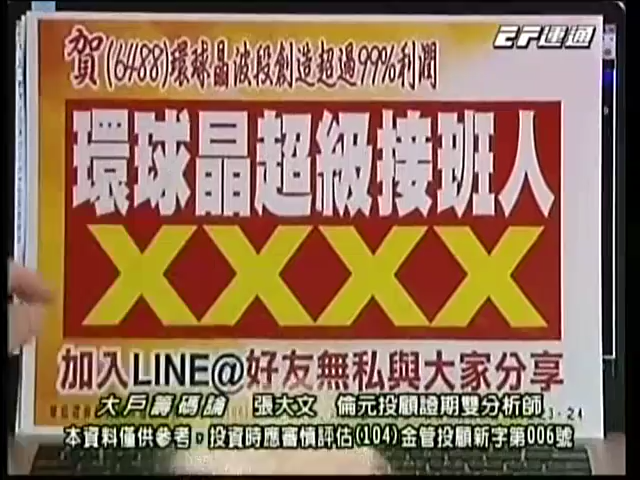 EF運通
賀(6488)環球晶波段創造超過99%利潤
環球晶超級接班人
XXXX
加入LINE@好友無私與大家分享
大戶籌碼論 張大文 倫元投顧證期雙分析師
3-24
本資料僅供參考，投資時應審慎評估(104)金管投顧新字第006號